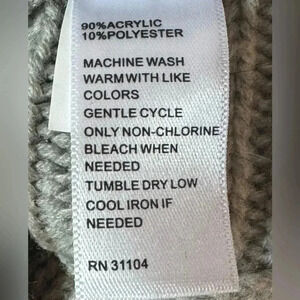 90%ACRYLIC
10%POLYESTER
MACHINE WASH
WARM WITH LIKE
COLORS
GENTLE CYCLE
ONLY NON-CHLORINE
BLEACH WHEN
NEEDED
TUMBLE DRY LOW
COOL IRON IF
NEEDED
RN 31104